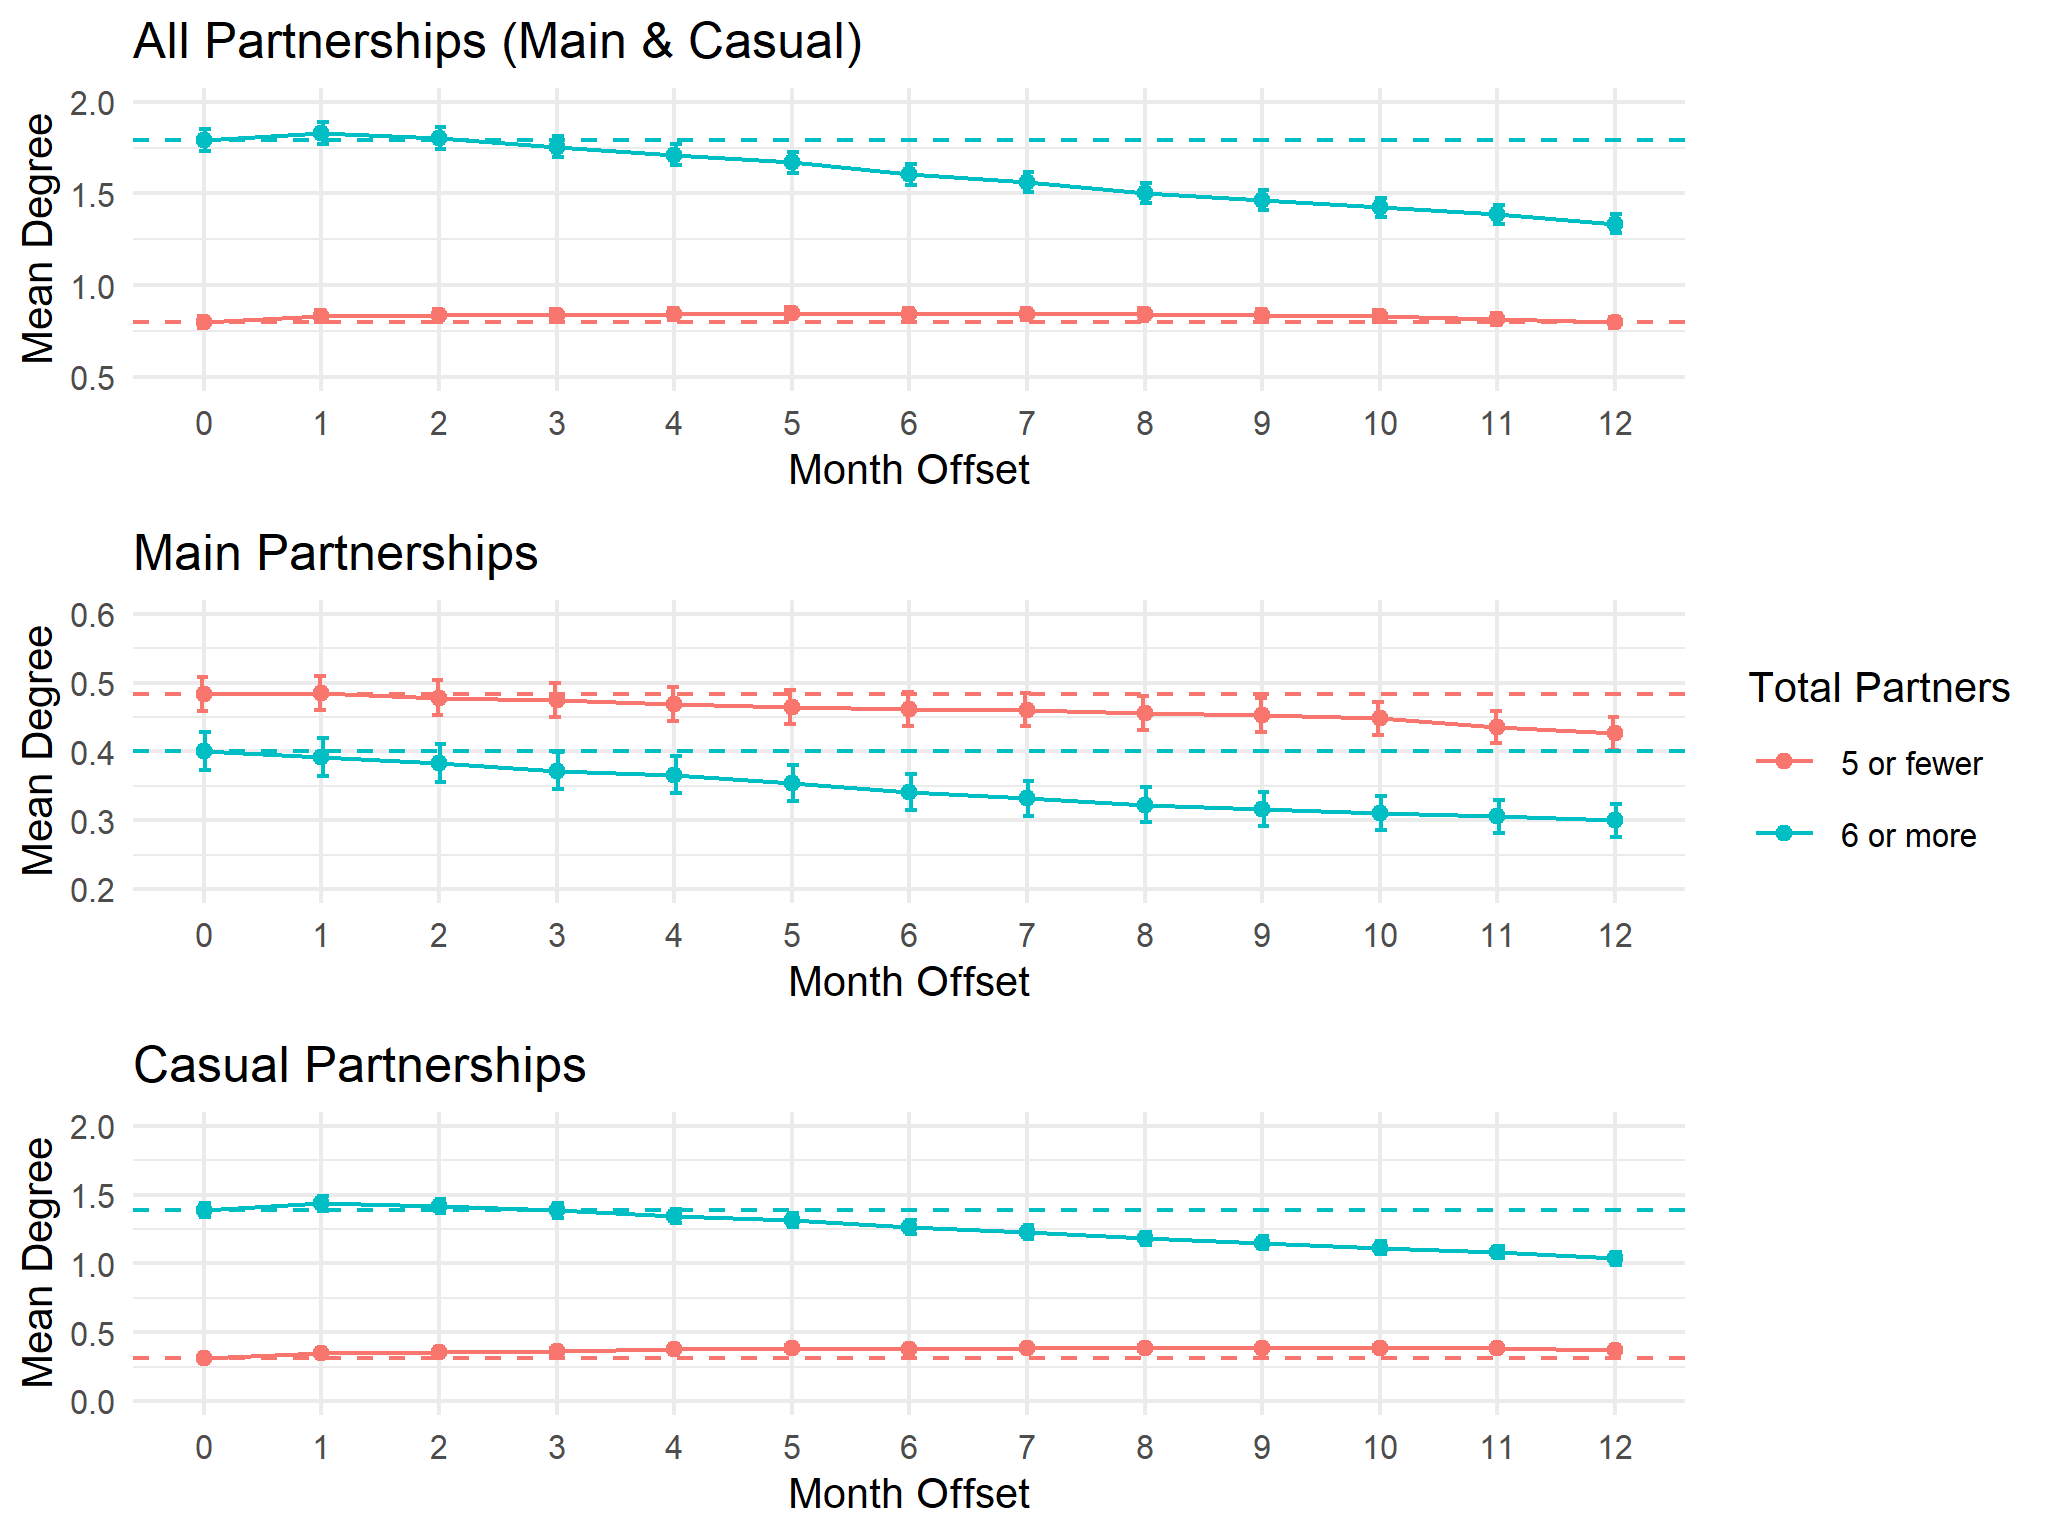 All Partnerships (Main & Casual)
Mean Degree
2.0
1.5
1.0
0.5
0 1 2 3 4 5 6 7 8 9 10 11 12
Month Offset
Main Partnerships
Mean Degree
0.6
0.5
0.4
0.3
0.2
0 1 2 3 4 5 6 7 8 9 10 11 12
Month Offset
Total Partners
5 or fewer
6 or more
Casual Partnerships
Mean Degree
2.0
1.5
1.0
0.5
0.0
0 1 2 3 4 5 6 7 8 9 10 11 12
Month Offset